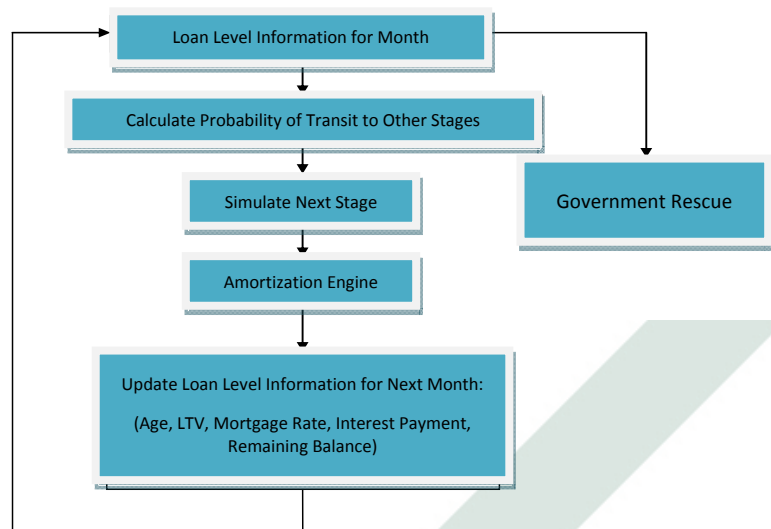 Loan Level Information for Month
Calculate Probability of Transit to Other Stages
Simulate Next Stage
Government Rescue
Amortization Engine
Update Loan Level Information for Next Month:
(Age, LTV, Mortgage Rate, Interest Payment,
Remaining Balance)